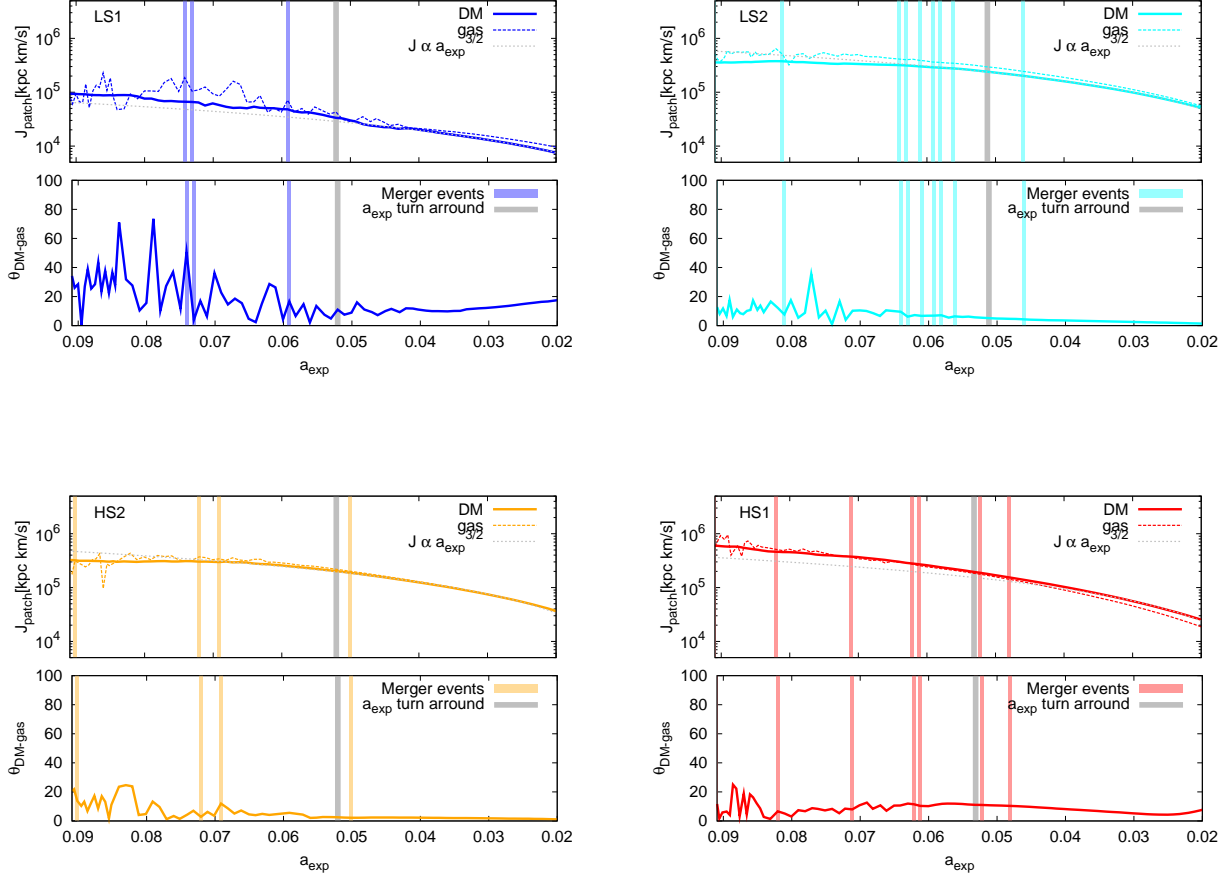 LS1
DM
gas
J α a_exp^3/2
J_patch[kpc km/s]
10^6
10^5
10^4
Merger events
a_exp turn arround
θ_DM-gas
100
80
60
40
20
0
0.09 0.08 0.07 0.06 0.05 0.04 0.03 0.02
a_exp
LS2
DM
gas
J α a_exp^3/2
J_patch[kpc km/s]
10^6
10^5
10^4
Merger events
a_exp turn arround
θ_DM-gas
100
80
60
40
20
0
0.09 0.08 0.07 0.06 0.05 0.04 0.03 0.02
a_exp
HS2
DM
gas
J α a_exp^3/2
J_patch[kpc km/s]
10^6
10^5
10^4
Merger events
a_exp turn arround
θ_DM-gas
100
80
60
40
20
0
0.09 0.08 0.07 0.06 0.05 0.04 0.03 0.02
a_exp
HS1
DM
gas
J α a_exp^3/2
J_patch[kpc km/s]
10^6
10^5
10^4
Merger events
a_exp turn arround
θ_DM-gas
100
80
60
40
20
0
0.09 0.08 0.07 0.06 0.05 0.04 0.03 0.02
a_exp